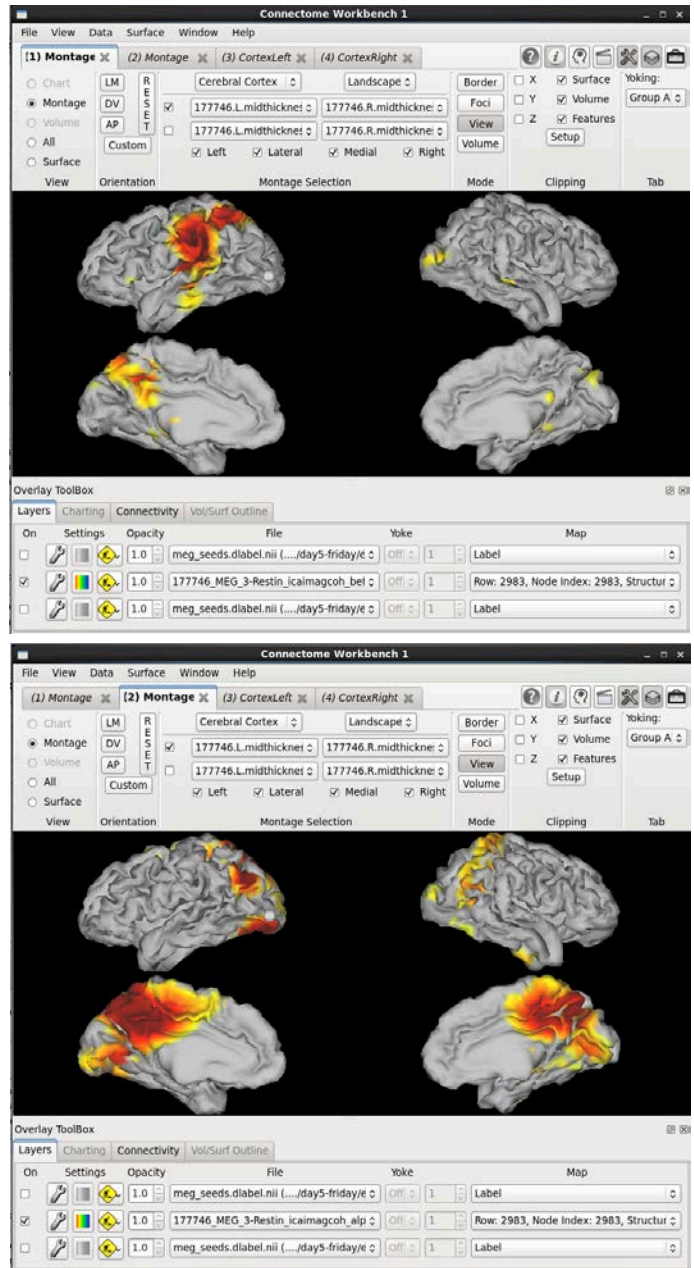 Connectome Workbench 1
File View Data Surface Window Help
(1) Montage (2) Montage (3) CortexLeft (4) CortexRight
Chart LM R E S E T Cerebral Cortex Landscape Border X Surface Yoking:
Montage DV 177746.L.midthicknes 177746.R.midthicknes Foci Y Volume Group A
Volume AP 177746.L.midthicknes 177746.R.midthicknes View Z Features
All Custom Left Lateral Medial Right Volume Setup
Surface
View Orientation Montage Selection Mode Clipping Tab
Overlay ToolBox
Layers Charting Connectivity Vol/Surf Outline
On Settings Opacity File Yoke Map
1.0 meg_seeds.dlabel.nii (..../day5-friday/e Off 1 Label
1.0 177746_MEG_3-Restin_icaimagcoh_bet Off 1 Row: 2983, Node Index: 2983, Structur
1.0 meg_seeds.dlabel.nii (..../day5-friday/e Off 1 Label
Connectome Workbench 1
File View Data Surface Window Help
(1) Montage (2) Montage (3) CortexLeft (4) CortexRight
Chart LM R E S E T Cerebral Cortex Landscape Border X Surface Yoking:
Montage DV 177746.L.midthicknes 177746.R.midthicknes Foci Y Volume Group A
Volume AP 177746.L.midthicknes 177746.R.midthicknes View Z Features
All Custom Left Lateral Medial Right Volume Setup
Surface
View Orientation Montage Selection Mode Clipping Tab
Overlay ToolBox
Layers Charting Connectivity Vol/Surf Outline
On Settings Opacity File Yoke Map
1.0 meg_seeds.dlabel.nii (..../day5-friday/e Off 1 Label
1.0 177746_MEG_3-Restin_icaimagcoh_alp Off 1 Row: 2983, Node Index: 2983, Structur
1.0 meg_seeds.dlabel.nii (..../day5-friday/e Off 1 Label